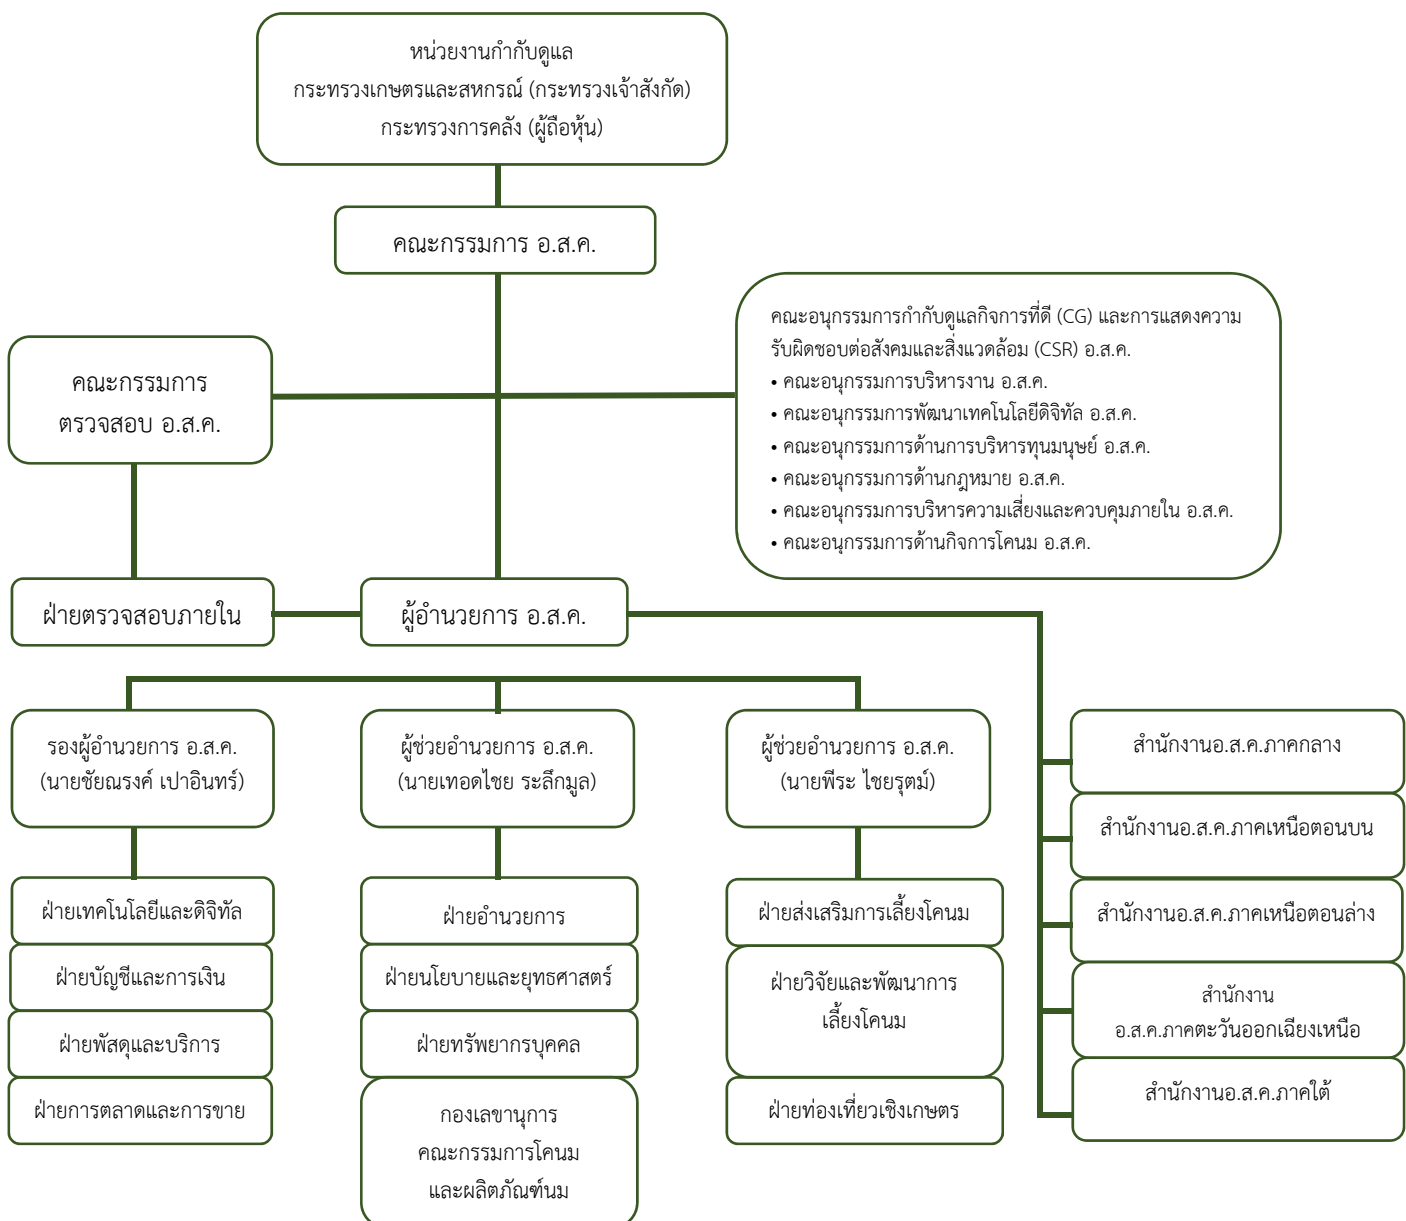 หน่วยงานกำกับดูแล
กระทรวงเกษตรและสหกรณ์ (กระทรวงเจ้าสังกัด)
กระทรวงการคลัง (ผู้ถือหุ้น)
คณะกรรมการ อ.ส.ค.
คณะอนุกรรมการกำกับดูแลกิจการที่ดี (CG) และการแสดงความ
รับผิดชอบต่อสังคมและสิ่งแวดล้อม (CSR) อ.ส.ค.
• คณะอนุกรรมการบริหารงาน อ.ส.ค.
• คณะอนุกรรมการพัฒนาเทคโนโลยีดิจิทัล อ.ส.ค.
• คณะอนุกรรมการด้านการบริหารทุนมนุษย์ อ.ส.ค.
• คณะอนุกรรมการด้านกฎหมาย อ.ส.ค.
• คณะอนุกรรมการบริหารความเสี่ยงและควบคุมภายใน อ.ส.ค.
• คณะอนุกรรมการด้านกิจการโคนม อ.ส.ค.
คณะกรรมการ
ตรวจสอบ อ.ส.ค.
ฝ่ายตรวจสอบภายใน
ผู้อำนวยการ อ.ส.ค.
รองผู้อำนวยการ อ.ส.ค.
(นายชัยณรงค์ เปาอินทร์)
ผู้ช่วยอำนวยการ อ.ส.ค.
(นายเทอดไชย ระลึกมูล)
ผู้ช่วยอำนวยการ อ.ส.ค.
(นายพีระ ไชยรุตม์)
ฝ่ายเทคโนโลยีและดิจิทัล
ฝ่ายบัญชีและการเงิน
ฝ่ายพัสดุและบริการ
ฝ่ายการตลาดและการขาย
ฝ่ายอำนวยการ
ฝ่ายนโยบายและยุทธศาสตร์
ฝ่ายทรัพยากรบุคคล
กองเลขานุการ
คณะกรรมการโคนม
และผลิตภัณฑ์นม
ฝ่ายส่งเสริมการเลี้ยงโคนม
ฝ่ายวิจัยและพัฒนาการ
เลี้ยงโคนม
ฝ่ายท่องเที่ยวเชิงเกษตร
สำนักงานอ.ส.ค.ภาคกลาง
สำนักงานอ.ส.ค.ภาคเหนือตอนบน
สำนักงานอ.ส.ค.ภาคเหนือตอนล่าง
สำนักงาน
อ.ส.ค.ภาคตะวันออกเฉียงเหนือ
สำนักงานอ.ส.ค.ภาคใต้